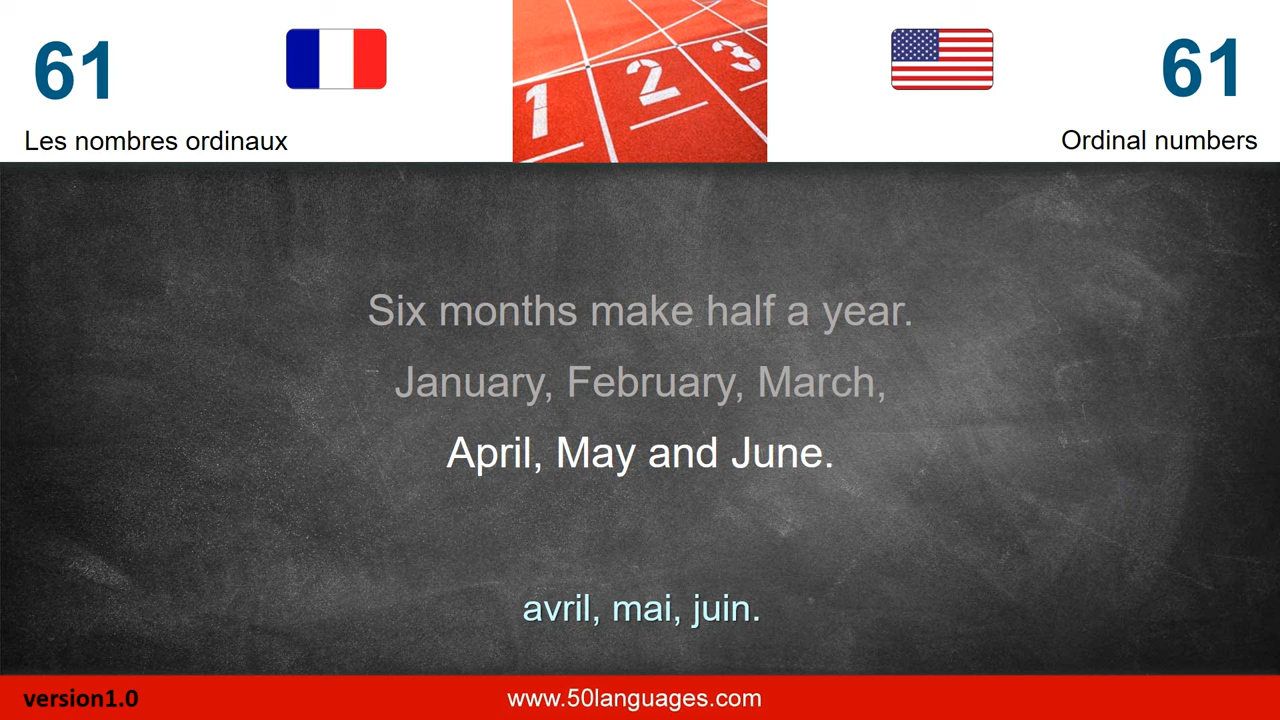 61
61
Les nombres ordinaux
Ordinal numbers
1 2 3
Six months make half a year.
January, February, March,
April, May and June.
avril, mai, juin.
version1.0
www.50languages.com